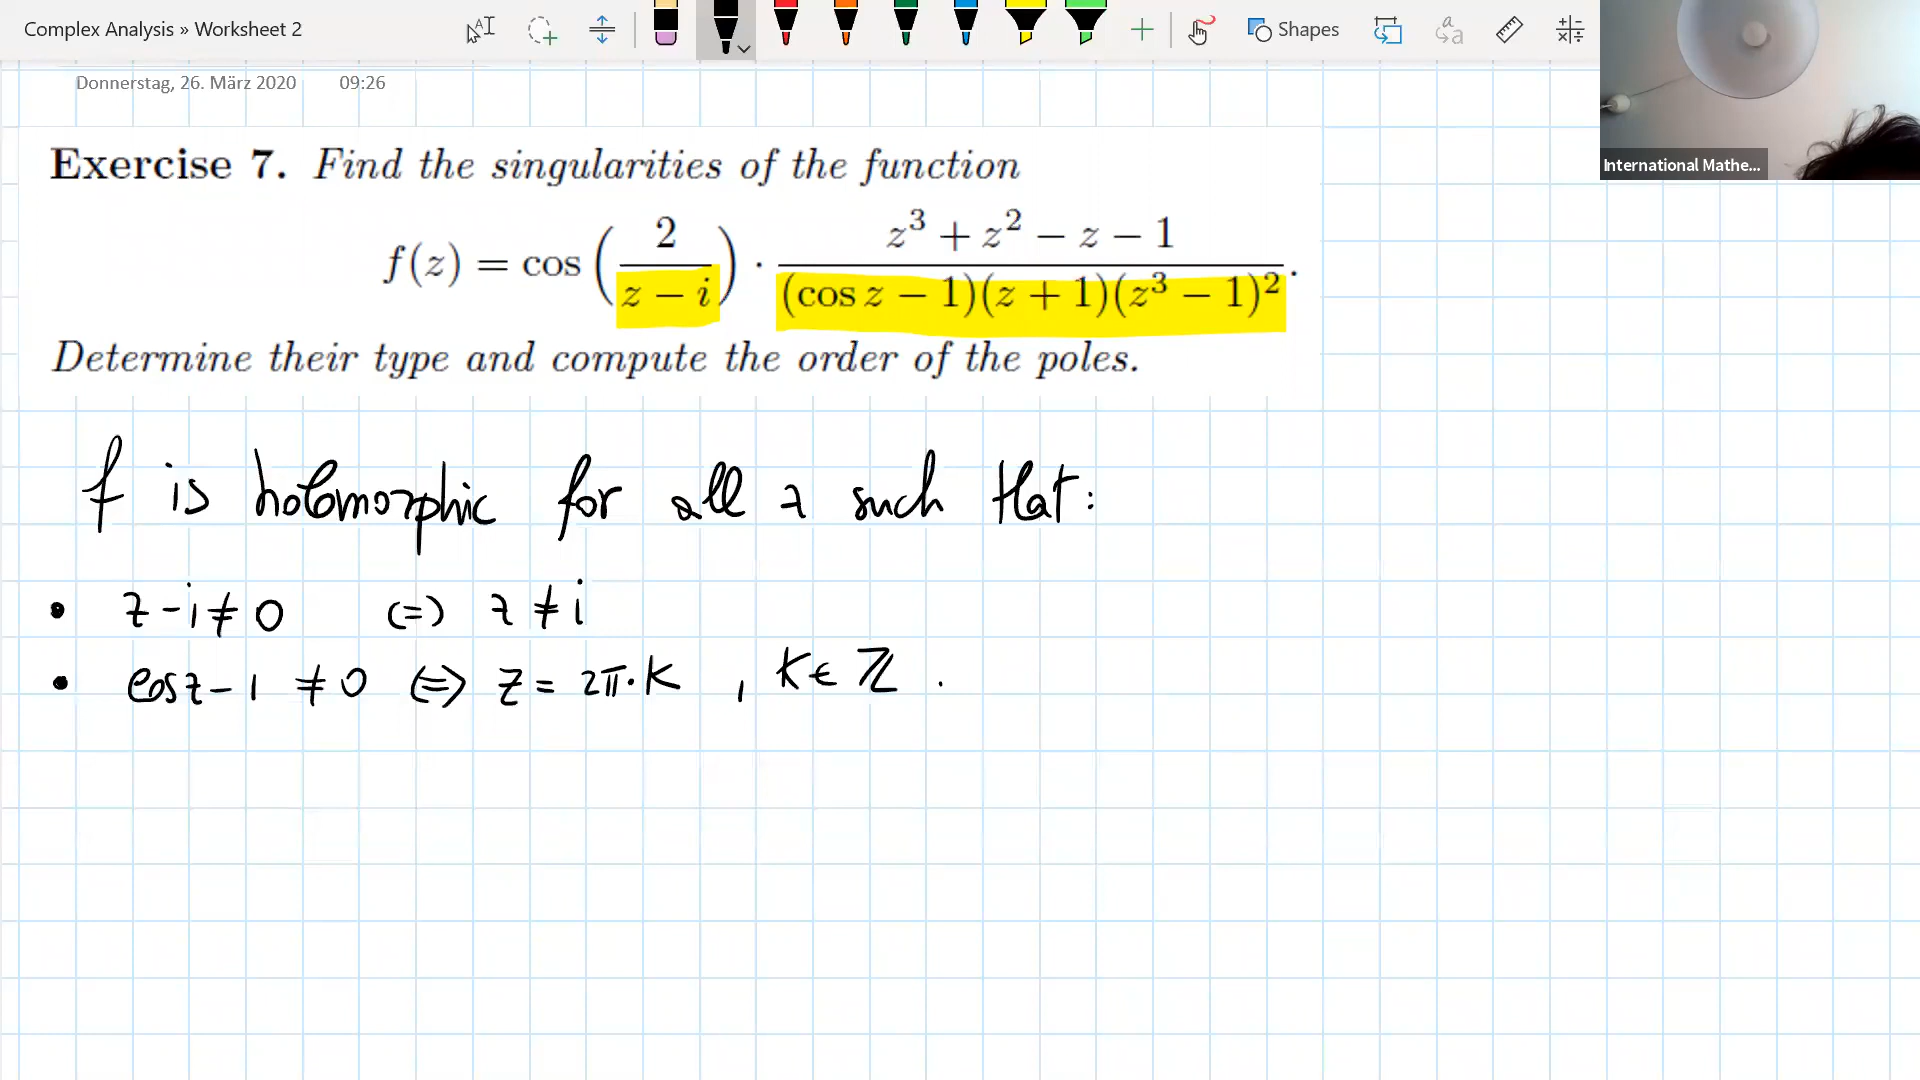 Complex Analysis » Worksheet 2
Shapes
International Mathe...
Donnerstag, 26. März 2020 09:26
Exercise 7. Find the singularities of the function
f(z) = cos (2/(z − i)) · (z³ + z² − z − 1)/((cos z − 1)(z + 1)(z³ − 1)²).
Determine their type and compute the order of the poles.
f is holomorphic for all z such that:
• z - i ≠ 0 (=) z ≠ i
• cos z - 1 ≠ 0 <=> z = 2π·K , K ∈ ℤ .